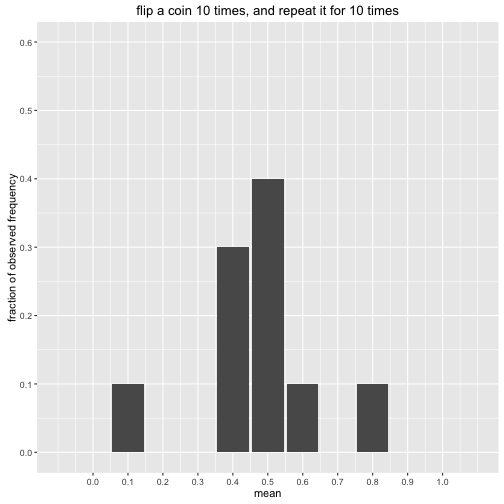 flip a coin 10 times, and repeat it for 10 times
fraction of observed frequency
0.6
0.5
0.4
0.3
0.2
0.1
0.0
0.0 0.1 0.2 0.3 0.4 0.5 0.6 0.7 0.8 0.9 1.0
mean